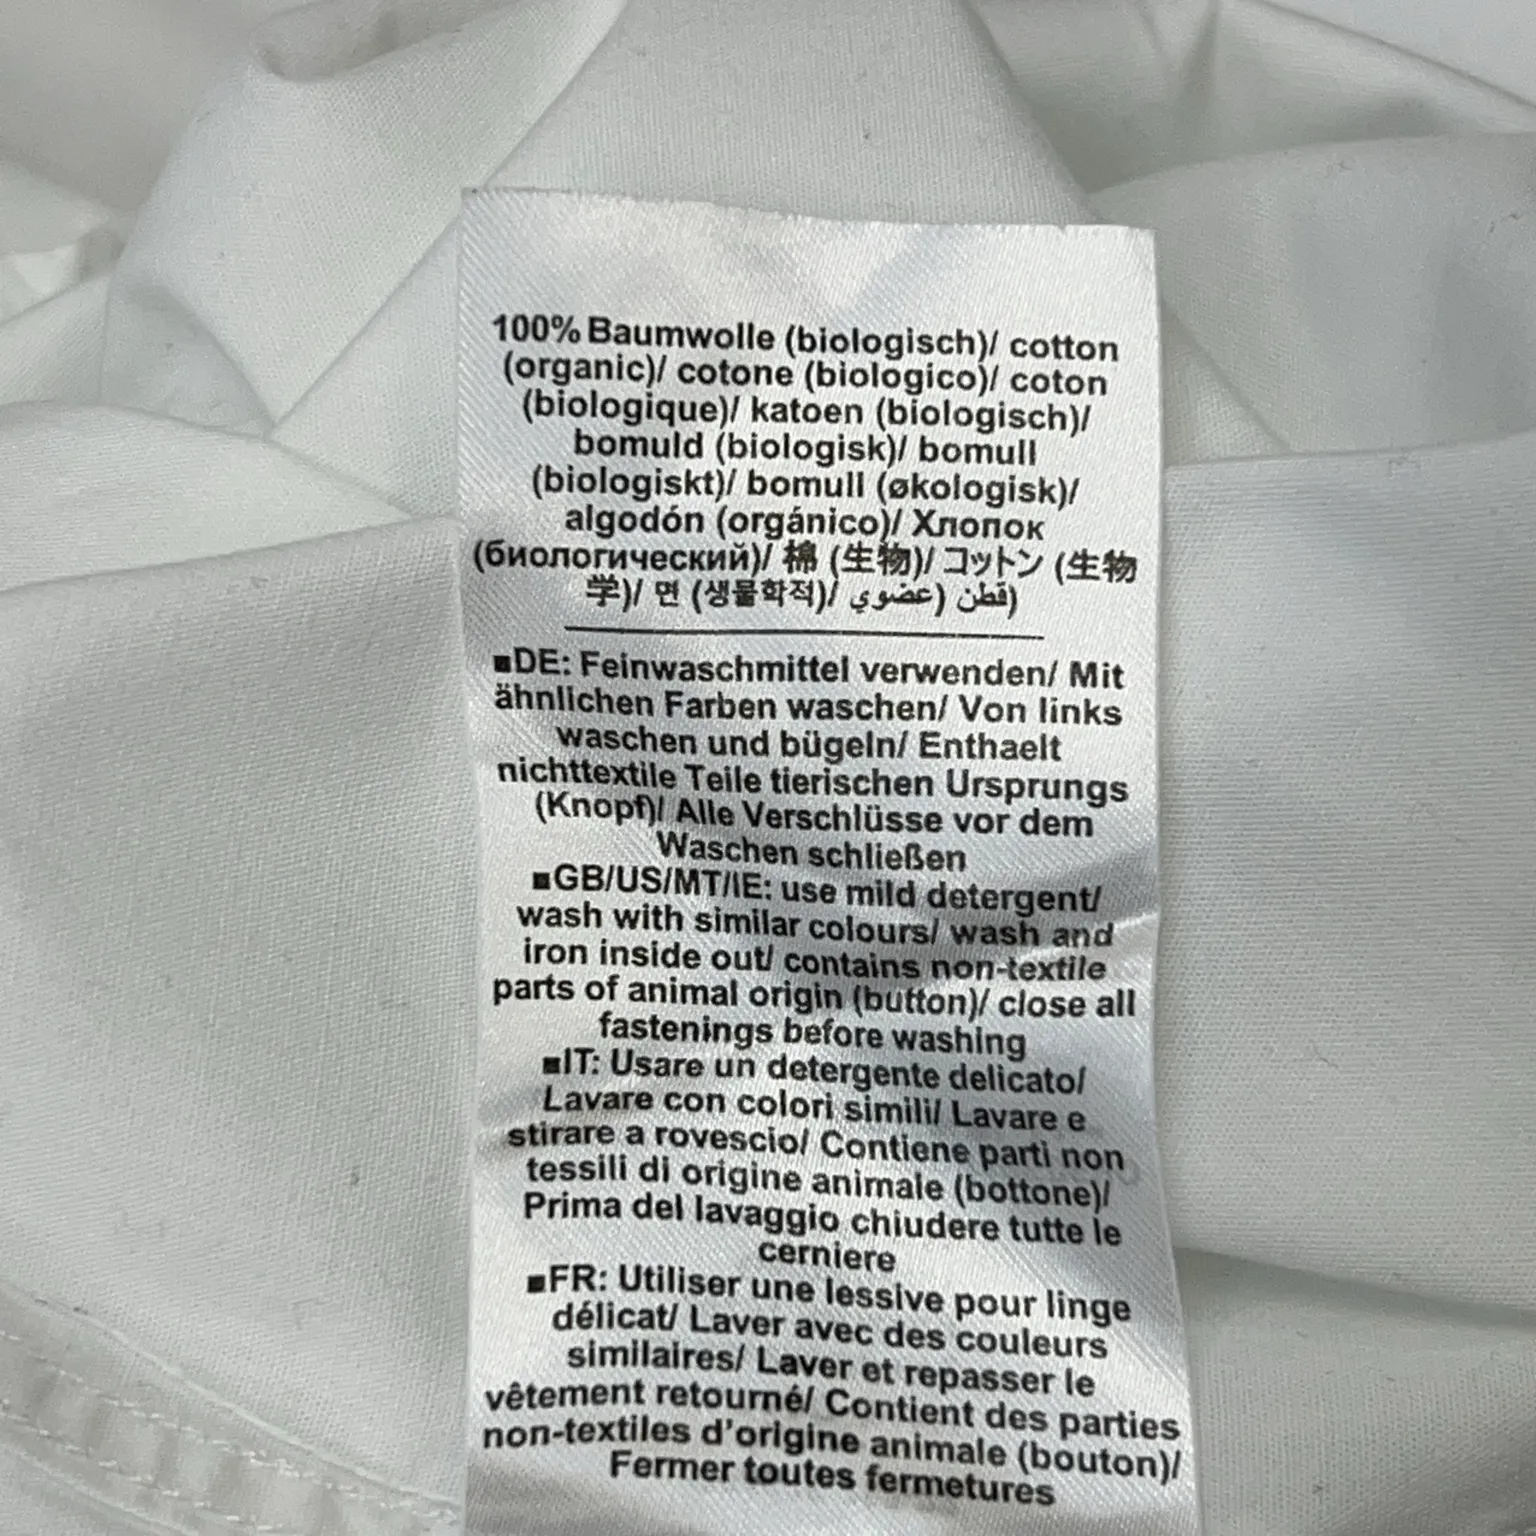 100% Baumwolle (biologisch)/ cotton
(organic)/ cotone (biologico)/ coton
(biologique)/ katoen (biologisch)/
bomuld (biologisk)/ bomull
(biologiskt)/ bomull (økologisk)/
algodón (orgánico)/ Хлопок
(биологический)/ 棉 (生物)/ コットン (生物
学)/ 면 (생물학적)/ قطن (عضوي)
■DE: Feinwaschmittel verwenden/ Mit
ähnlichen Farben waschen/ Von links
waschen und bügeln/ Enthaelt
nichttextile Teile tierischen Ursprungs
(Knopf)/ Alle Verschlüsse vor dem
Waschen schließen
■GB/US/MT/IE: use mild detergent/
wash with similar colours/ wash and
iron inside out/ contains non-textile
parts of animal origin (button)/ close all
fastenings before washing
■IT: Usare un detergente delicato/
Lavare con colori simili/ Lavare e
stirare a rovescio/ Contiene parti non
tessili di origine animale (bottone)/
Prima del lavaggio chiudere tutte le
cerniere
■FR: Utiliser une lessive pour linge
délicat/ Laver avec des couleurs
similaires/ Laver et repasser le
vêtement retourné/ Contient des parties
non-textiles d'origine animale (bouton)/
Fermer toutes fermetures